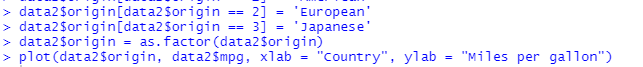 > data2$origin[data2$origin == 2] = 'European'
> data2$origin[data2$origin == 3] = 'Japanese'
> data2$origin = as.factor(data2$origin)
> plot(data2$origin, data2$mpg, xlab = "Country", ylab = "Miles per gallon")